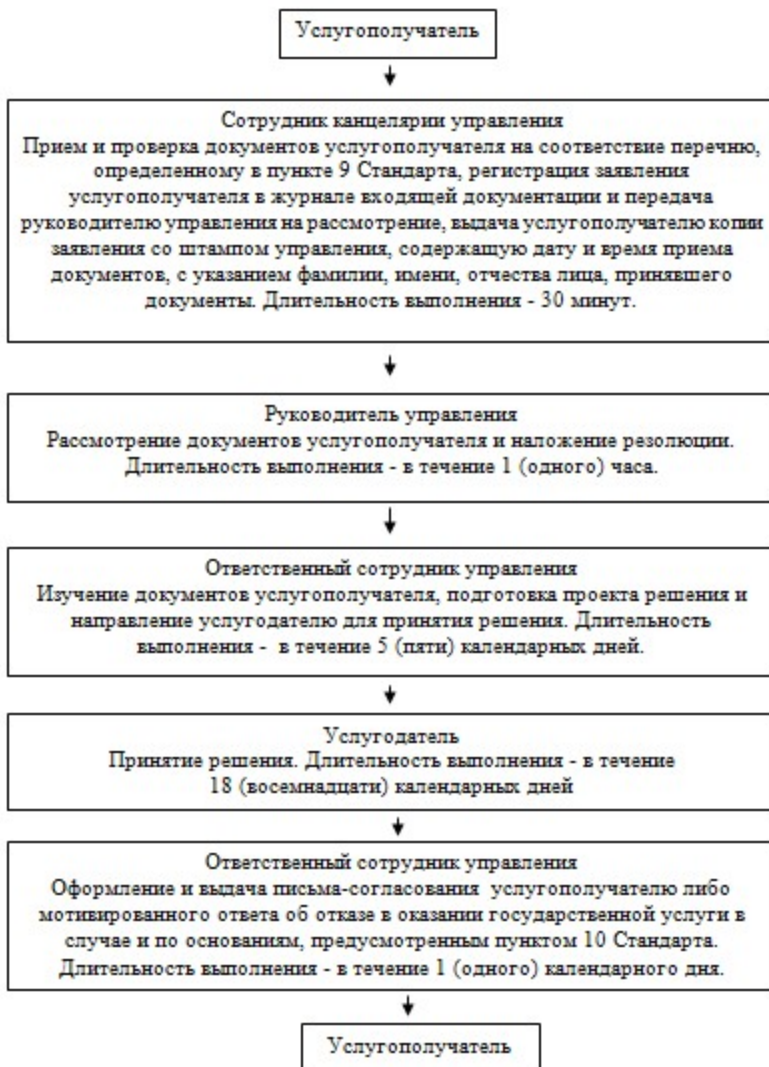 Услугополучатель
Сотрудник канцелярии управления
Прием и проверка документов услугополучателя на соответствие перечню,
определенному в пункте 9 Стандарта, регистрация заявления
услугополучателя в журнале входящей документации и передача
руководителю управления на рассмотрение, выдача услугополучателю копии
заявления со штампом управления, содержащую дату и время приема
документов, с указанием фамилии, имени, отчества лица, принявшего
документы. Длительность выполнения - 30 минут.
Руководитель управления
Рассмотрение документов услугополучателя и наложение резолюции.
Длительность выполнения - в течение 1 (одного) часа.
Ответственный сотрудник управления
Изучение документов услугополучателя, подготовка проекта решения и
направление услугодателю для принятия решения. Длительность
выполнения - в течение 5 (пяти) календарных дней.
Услугодатель
Принятие решения. Длительность выполнения - в течение
18 (восемнадцати) календарных дней
Ответственный сотрудник управления
Оформление и выдача письма-согласования услугополучателю либо
мотивированного ответа об отказе в оказании государственной услуги в
случае и по основаниям, предусмотренным пунктом 10 Стандарта.
Длительность выполнения - в течение 1 (одного) календарного дня.
Услугополучатель